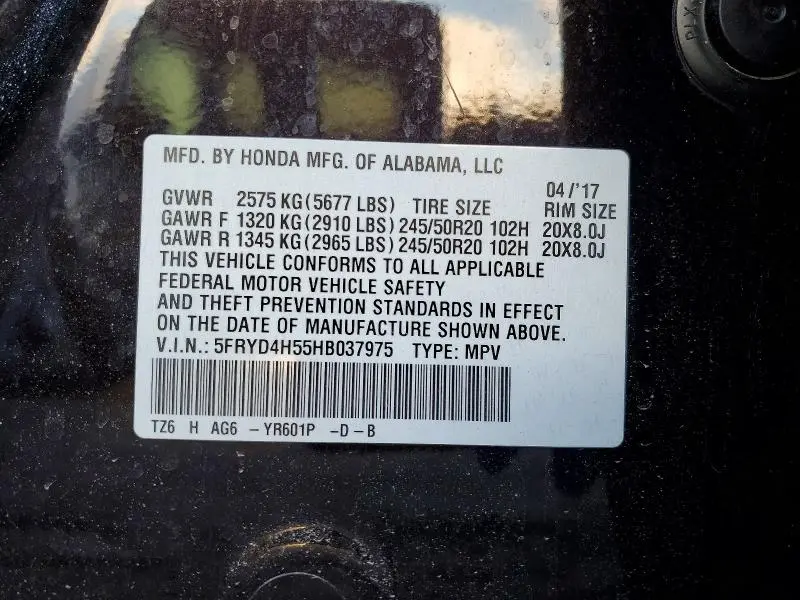 PLX
MFD. BY HONDA MFG. OF ALABAMA, LLC
04/'17
GVWR 2575 KG(5677 LBS) TIRE SIZE RIM SIZE
GAWR F 1320 KG(2910 LBS) 245/50R20 102H 20X8.0J
GAWR R 1345 KG(2965 LBS) 245/50R20 102H 20X8.0J
THIS VEHICLE CONFORMS TO ALL APPLICABLE
FEDERAL MOTOR VEHICLE SAFETY
AND THEFT PREVENTION STANDARDS IN EFFECT
ON THE DATE OF MANUFACTURE SHOWN ABOVE.
V.I.N.: 5FRYD4H55HB037975 TYPE: MPV
TZ6 H AG6 -YR601P -D-B